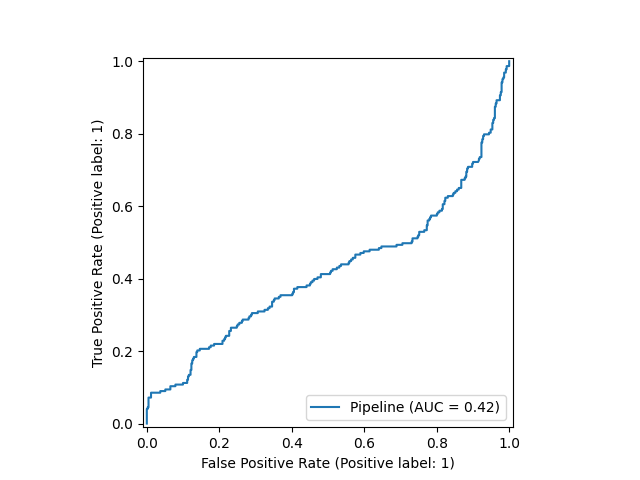 1.0
0.8
0.6
0.4
0.2
0.0
True Positive Rate (Positive label: 1)
Pipeline (AUC = 0.42)
0.0 0.2 0.4 0.6 0.8 1.0
False Positive Rate (Positive label: 1)